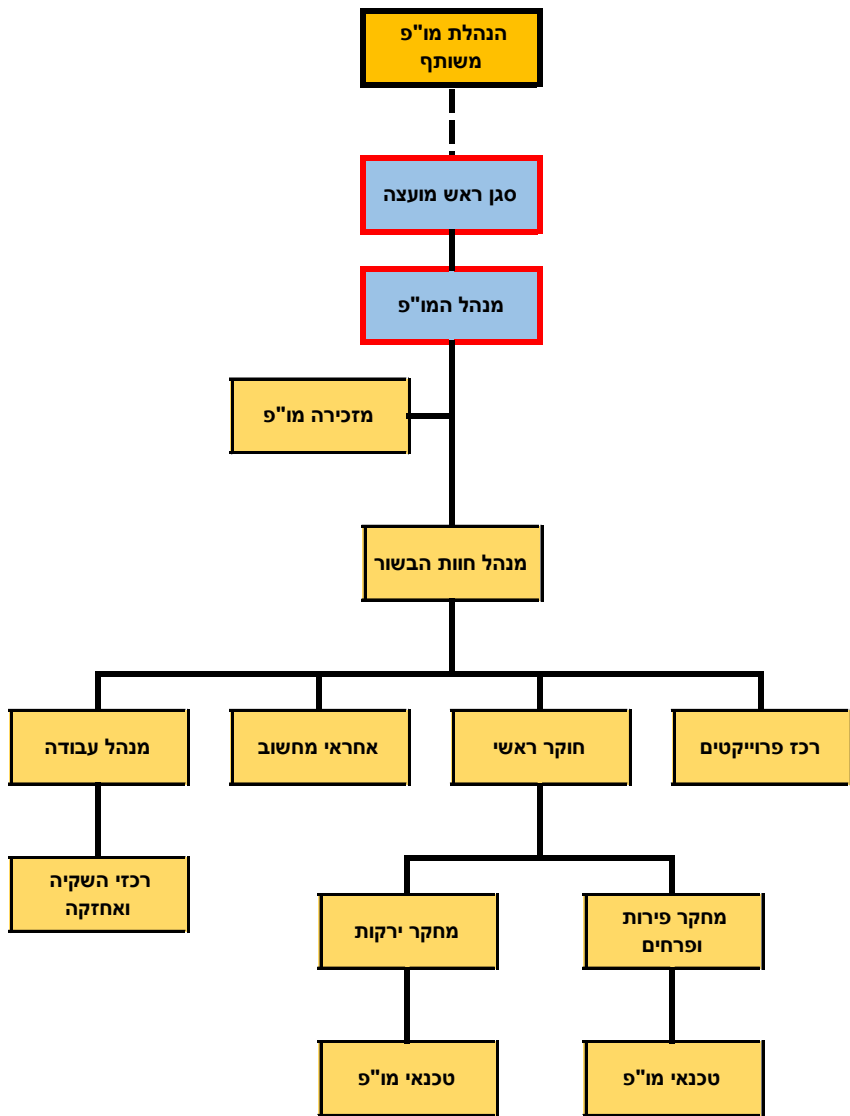 הנהלת מו"פ
משותף
סגן ראש מועצה
מנהל המו"פ
מזכירה מו"פ
מנהל חוות הבשור
רכז פרוייקטים
חוקר ראשי
אחראי מחשוב
מנהל עבודה
רכזי השקיה
ואחזקה
מחקר פירות
ופרחים
מחקר ירקות
טכנאי מו"פ
טכנאי מו"פ